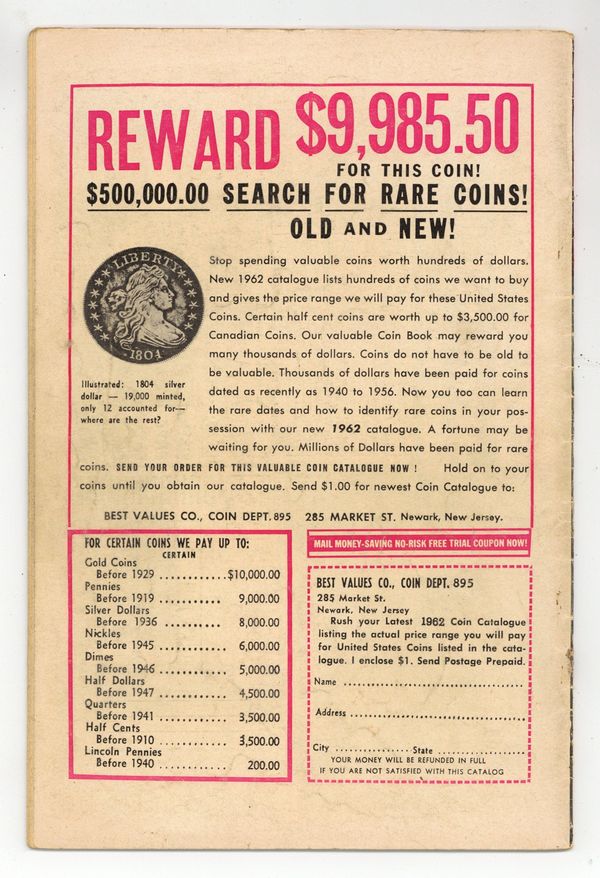 REWARD $9,985.50
FOR THIS COIN!
$500,000.00 SEARCH FOR RARE COINS!
OLD AND NEW!
LIBERTY
1804
Illustrated: 1804 silver
dollar — 19,000 minted,
only 12 accounted for—
where are the rest?
Stop spending valuable coins worth hundreds of dollars.
New 1962 catalogue lists hundreds of coins we want to buy
and gives the price range we will pay for these United States
Coins. Certain half cent coins are worth up to $3,500.00 for
Canadian Coins. Our valuable Coin Book may reward you
many thousands of dollars. Coins do not have to be old to
be valuable. Thousands of dollars have been paid for coins
dated as recently as 1940 to 1956. Now you too can learn
the rare dates and how to identify rare coins in your pos-
session with our new 1962 catalogue. A fortune may be
waiting for you. Millions of Dollars have been paid for rare
coins. SEND YOUR ORDER FOR THIS VALUABLE COIN CATALOGUE NOW ! Hold on to your
coins until you obtain our catalogue. Send $1.00 for newest Coin Catalogue to:
BEST VALUES CO., COIN DEPT. 895 285 MARKET ST. Newark, New Jersey.
FOR CERTAIN COINS WE PAY UP TO:
CERTAIN
Gold Coins
Before 1929 ............$10,000.00
Pennies
Before 1919 ........... 9,000.00
Silver Dollars
Before 1936 ........... 8,000.00
Nickles
Before 1945 ............ 6,000.00
Dimes
Before 1946 ............ 5,000.00
Half Dollars
Before 1947 ............ 4,500.00
Quarters
Before 1941 ............ 3,500.00
Half Cents
Before 1910 ............ 3,500.00
Lincoln Pennies
Before 1940 ............ 200.00
MAIL MONEY-SAVING NO-RISK FREE TRIAL COUPON NOW!
BEST VALUES CO., COIN DEPT. 895
285 Market St.
Newark, New Jersey
Rush your Latest 1962 Coin Catalogue
listing the actual price range you will pay
for United States Coins listed in the cata-
logue. I enclose $1. Send Postage Prepaid.
Name ........................................
Address ......................................
City ................ State ....................
YOUR MONEY WILL BE REFUNDED IN FULL
IF YOU ARE NOT SATISFIED WITH THIS CATALOG